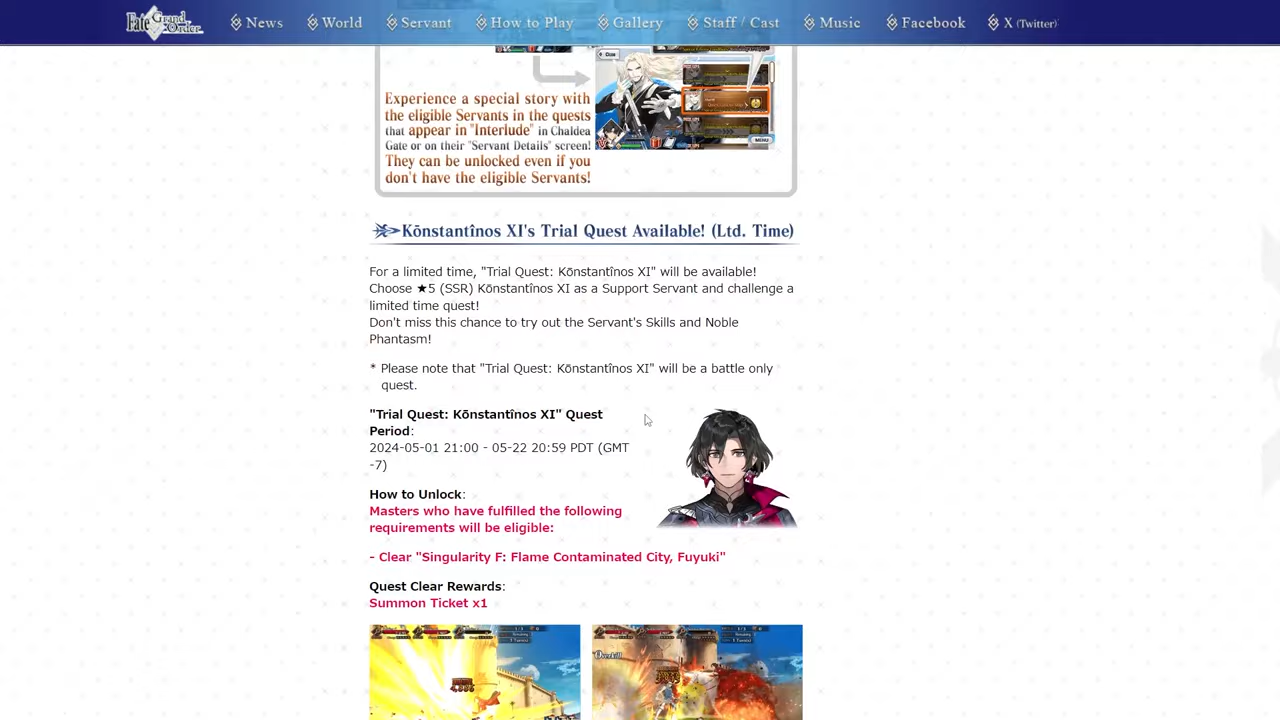 Fate Grand Order
News World Servant How to Play Gallery Staff / Cast Music Facebook X (Twitter)
Experience a special story with
the eligible Servants in the quests
that appear in "Interlude" in Chaldea
Gate or on their "Servant Details" screen!
They can be unlocked even if you
don't have the eligible Servants!
MENU
Kōnstantînos XI's Trial Quest Available! (Ltd. Time)
For a limited time, "Trial Quest: Kōnstantînos XI" will be available!
Choose ★5 (SSR) Kōnstantînos XI as a Support Servant and challenge a
limited time quest!
Don't miss this chance to try out the Servant's Skills and Noble
Phantasm!
* Please note that "Trial Quest: Kōnstantînos XI" will be a battle only
quest.
"Trial Quest: Kōnstantînos XI" Quest
Period:
2024-05-01 21:00 - 05-22 20:59 PDT (GMT
-7)
How to Unlock:
Masters who have fulfilled the following
requirements will be eligible:
- Clear "Singularity F: Flame Contaminated City, Fuyuki"
Quest Clear Rewards:
Summon Ticket x1